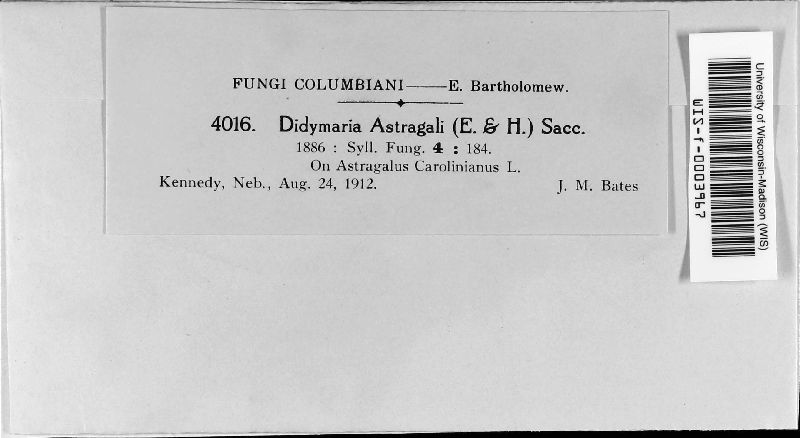 FUNGI COLUMBIANI——E. Bartholomew.
4016. Didymaria Astragali (E. & H.) Sacc.
1886 : Syll. Fung. 4 : 184.
On Astragalus Carolinianus L.
Kennedy, Neb., Aug. 24, 1912. J. M. Bates
University of Wisconsin-Madison (WIS)
WIS-f-0003967